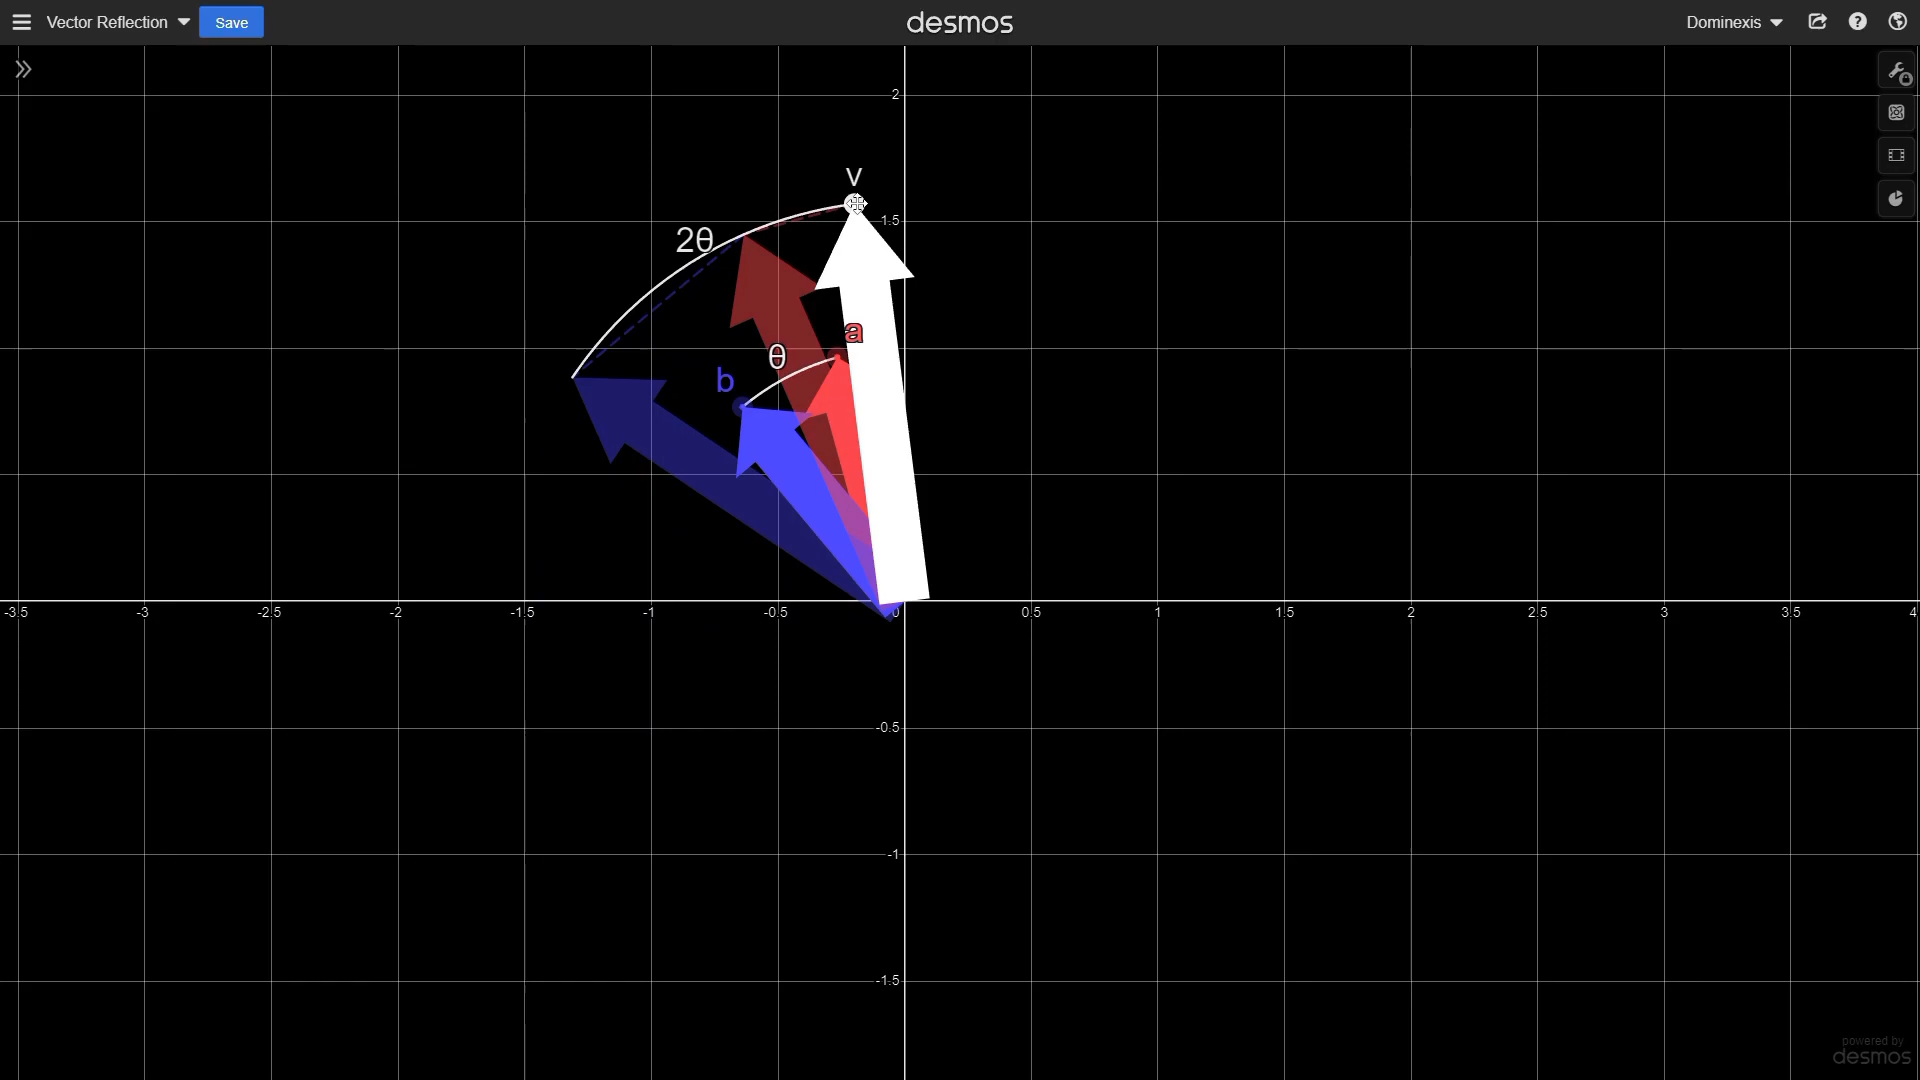 Vector Reflection Save desmos Dominexis
2
v
1.5
2θ
a
θ
b
-3.5 -3 -2.5 -2 -1.5 -1 -0.5 0 0.5 1 1.5 2 2.5 3 3.5 4
-0.5
-1
-1.5
powered by
desmos